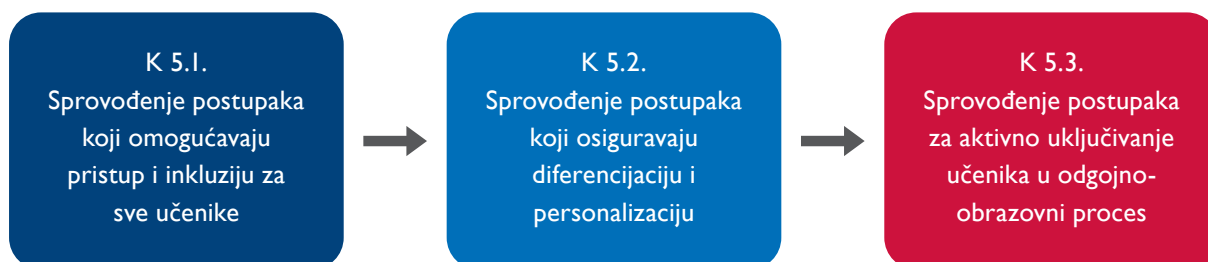 K 5.1.
Sprovođenje postupaka
koji omogućavaju
pristup i inkluziju za
sve učenike
K 5.2.
Sprovođenje postupaka
koji osiguravaju
diferencijaciju i
personalizaciju
K 5.3.
Sprovođenje postupaka
za aktivno uključivanje
učenika u odgojno-
obrazovni proces